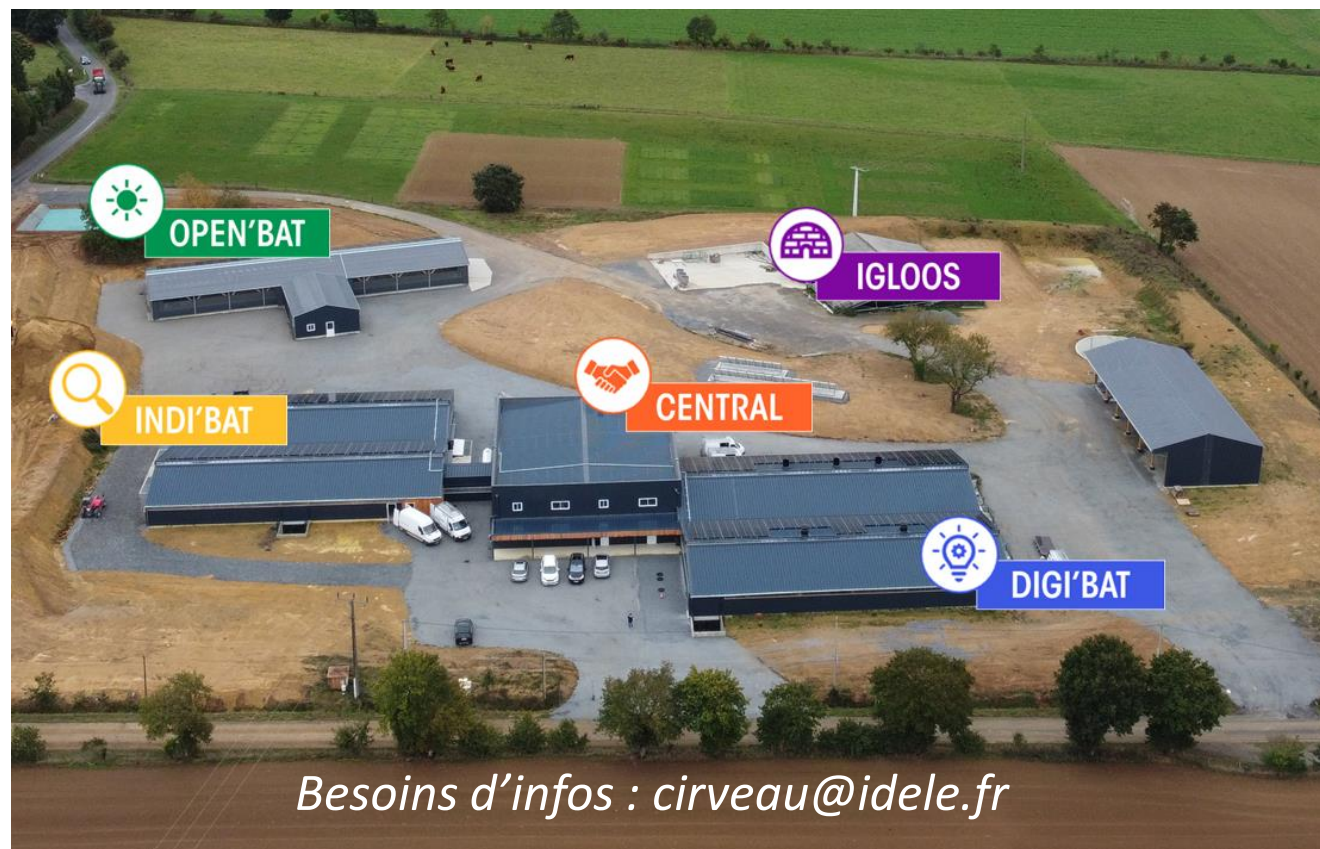 OPEN'BAT
IGLOOS
INDI'BAT
CENTRAL
DIGI'BAT
Besoins d'infos : cirveau@idele.fr